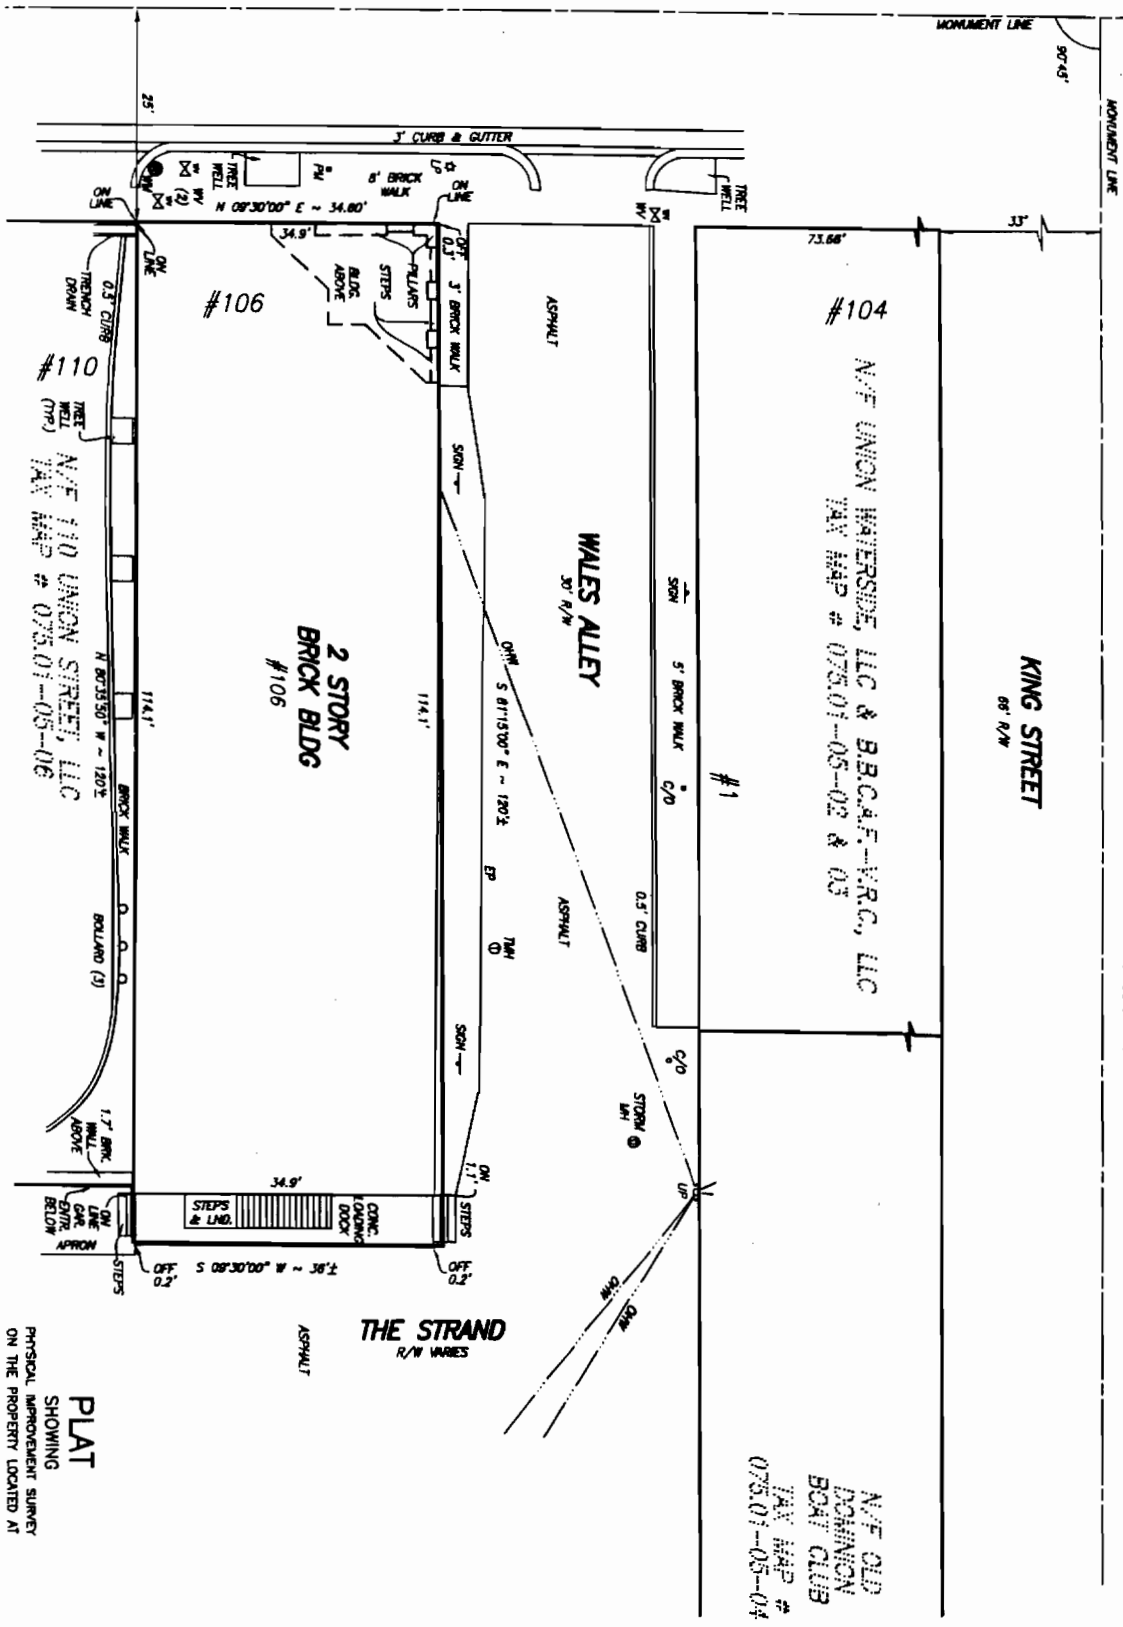 MONUMENT LINE
90°45'
MONUMENT LINE
25'
3' CURB & GUTTER
WV
WV
(2)
TREE
WELL
PM
8' BRICK
WALK
LP
ON
LINE
ON
LINE
N 09°30'00" E ~ 34.80'
WV
TREE
WELL
33'
73.66'
34.9'
OFF
0.3'
ON
LINE
TRENCH
DRAIN
0.5' CURB
#106
BLDG.
ABOVE
STEPS
PILLARS
3' BRICK WALK
ASPHALT
#104
#110
TREE
WELL
(TYP.)
N/F 110 UNION STREET, LLC
TAX MAP # 075.01-05-06
N/F UNION WATERSIDE, LLC & B.B.C.A.F.-V.R.C., LLC
TAX MAP # 075.01-05-02 & 03
SIGN
WALES ALLEY
30' R/W
SIGN
5' BRICK WALK
C/O
#1
KING STREET
66' R/W
2 STORY
BRICK BLDG
#106
114.1'
114.1'
N 80°35'50" W ~ 120'±
OHW
S 81°15'00" E ~ 120'±
BRICK WALK
BOLLARD (3)
EP
TMH
ASPHALT
0.5' CURB
SIGN
C/O
STORM
MH
UP
1.7' BRK.
WALL
ABOVE
34.9'
ON
1.1'
ON
LINE
GAR.
ENTR.
BELOW
APRON
STEPS
STEPS
& LND.
CONC.
LOADING
DOCK
STEPS
OFF
0.2'
S 09°30'00" W ~ 36'±
OFF
0.2'
OHW
OHW
THE STRAND
R/W VARIES
ASPHALT
N/F OLD
DOMINION
BOAT CLUB
TAX MAP #
075.01-05-04
PLAT
SHOWING
PHYSICAL IMPROVEMENT SURVEY
ON THE PROPERTY LOCATED AT